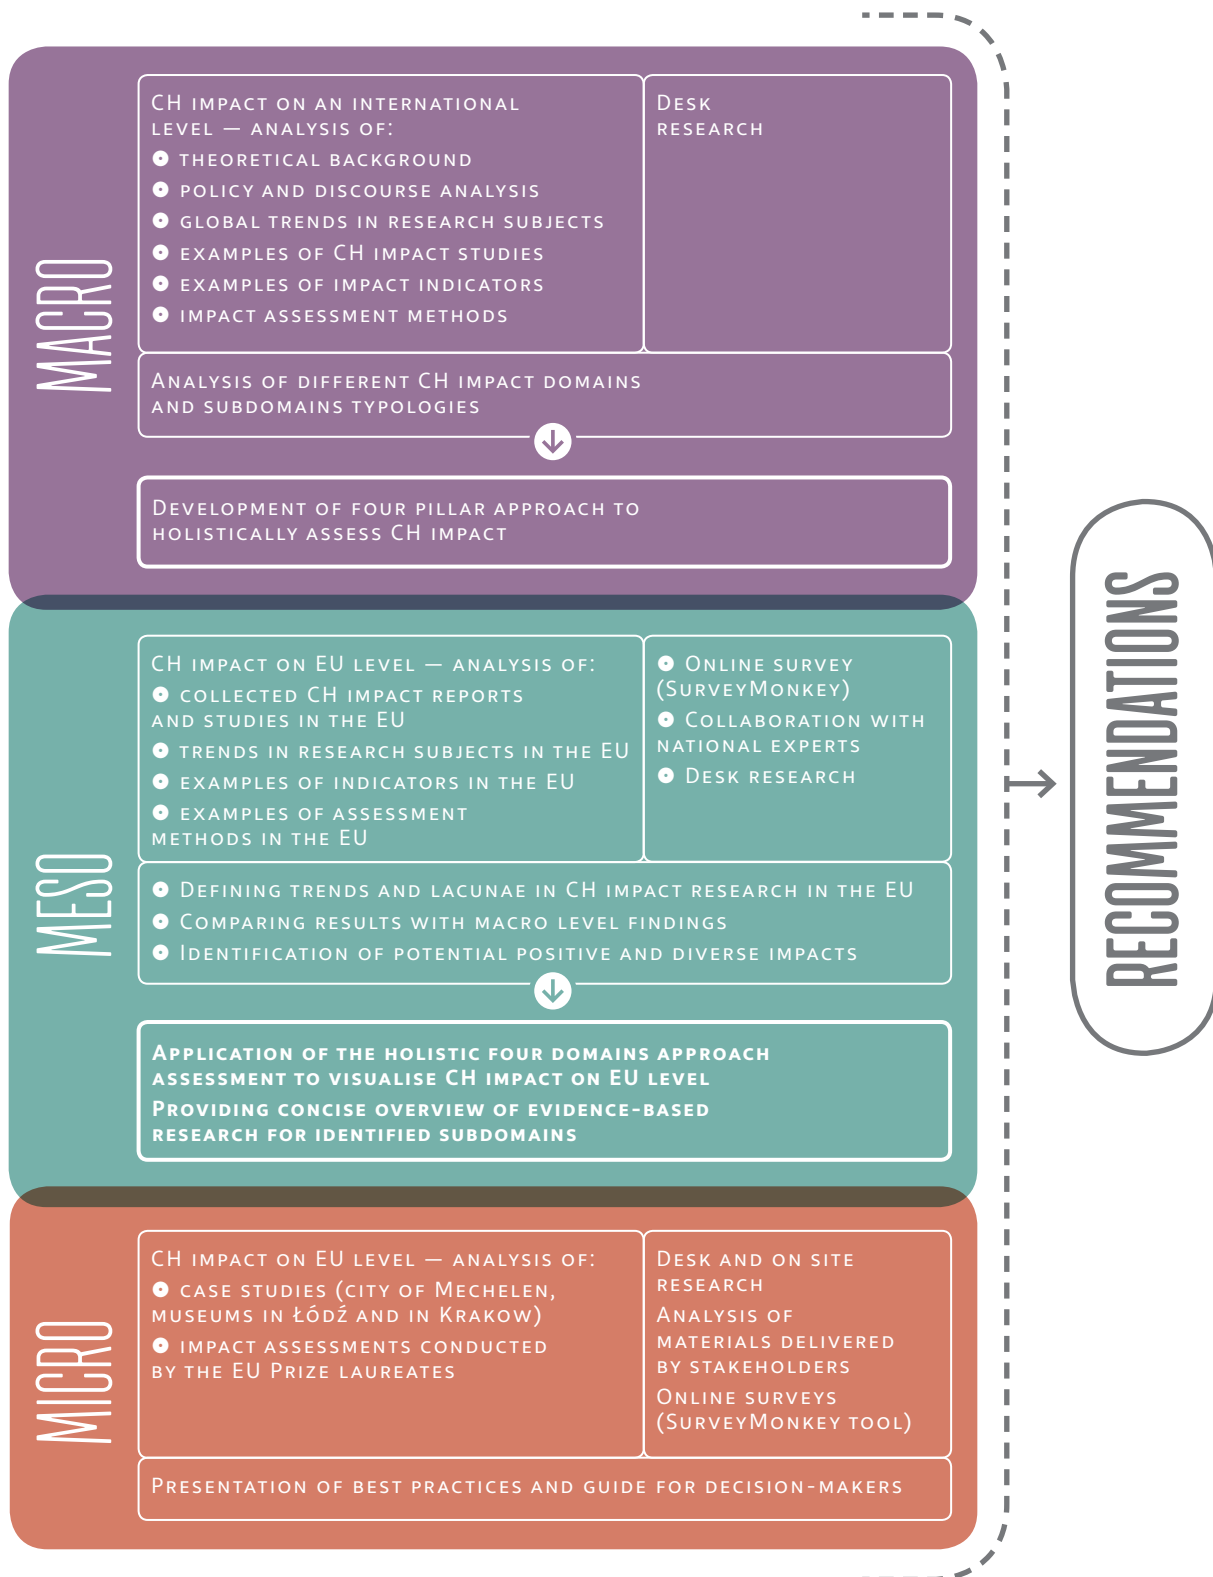 MACRO
CH impact on an international
level — analysis of:
theoretical background
policy and discourse analysis
global trends in research subjects
examples of CH impact studies
examples of impact indicators
impact assessment methods
Desk
research
Analysis of different CH impact domains
and subdomains typologies
Development of four pillar approach to
holistically assess CH impact
MESO
CH impact on EU level — analysis of:
collected CH impact reports
and studies in the EU
trends in research subjects in the EU
examples of indicators in the EU
examples of assessment
methods in the EU
Online survey
(SurveyMonkey)
Collaboration with
national experts
Desk research
Defining trends and lacunae in CH impact research in the EU
Comparing results with macro level findings
Identification of potential positive and diverse impacts
Application of the holistic four domains approach
assessment to visualise CH impact on EU level
Providing concise overview of evidence-based
research for identified subdomains
MICRO
CH impact on EU level — analysis of:
case studies (city of Mechelen,
museums in Łódź and in Krakow)
impact assessments conducted
by the EU Prize laureates
Desk and on site
research
Analysis of
materials delivered
by stakeholders
Online surveys
(SurveyMonkey tool)
Presentation of best practices and guide for decision-makers
RECOMMENDATIONS